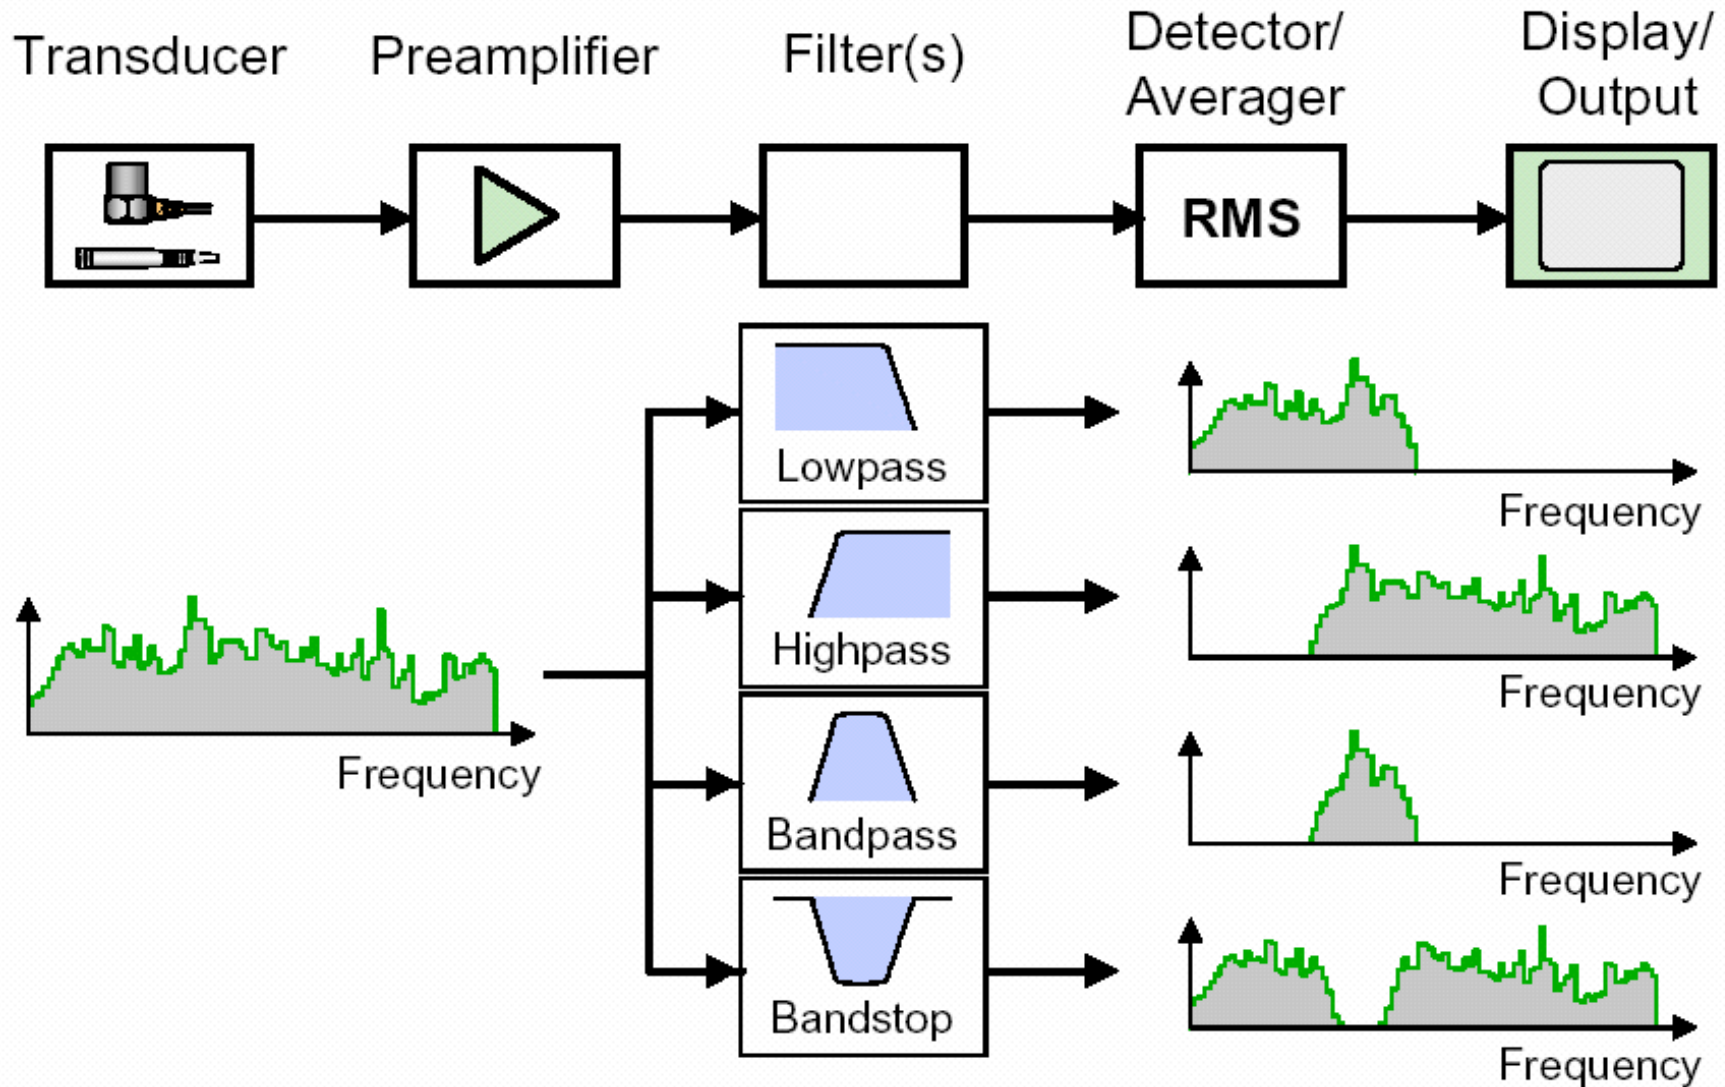 Transducer
Preamplifier
Filter(s)
Detector/
Averager
Display/
Output
RMS
Lowpass
Frequency
Highpass
Frequency
Frequency
Bandpass
Frequency
Bandstop
Frequency